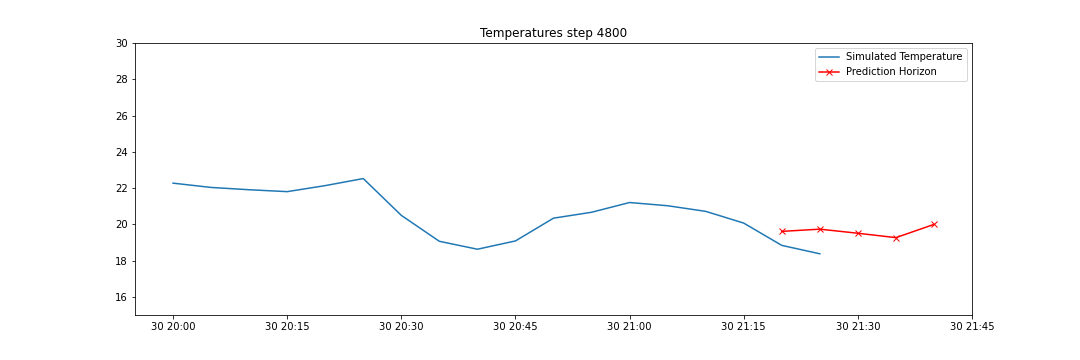 Temperatures step 4800
30
28
26
24
22
20
18
16
Simulated Temperature
Prediction Horizon
30 20:00 30 20:15 30 20:30 30 20:45 30 21:00 30 21:15 30 21:30 30 21:45